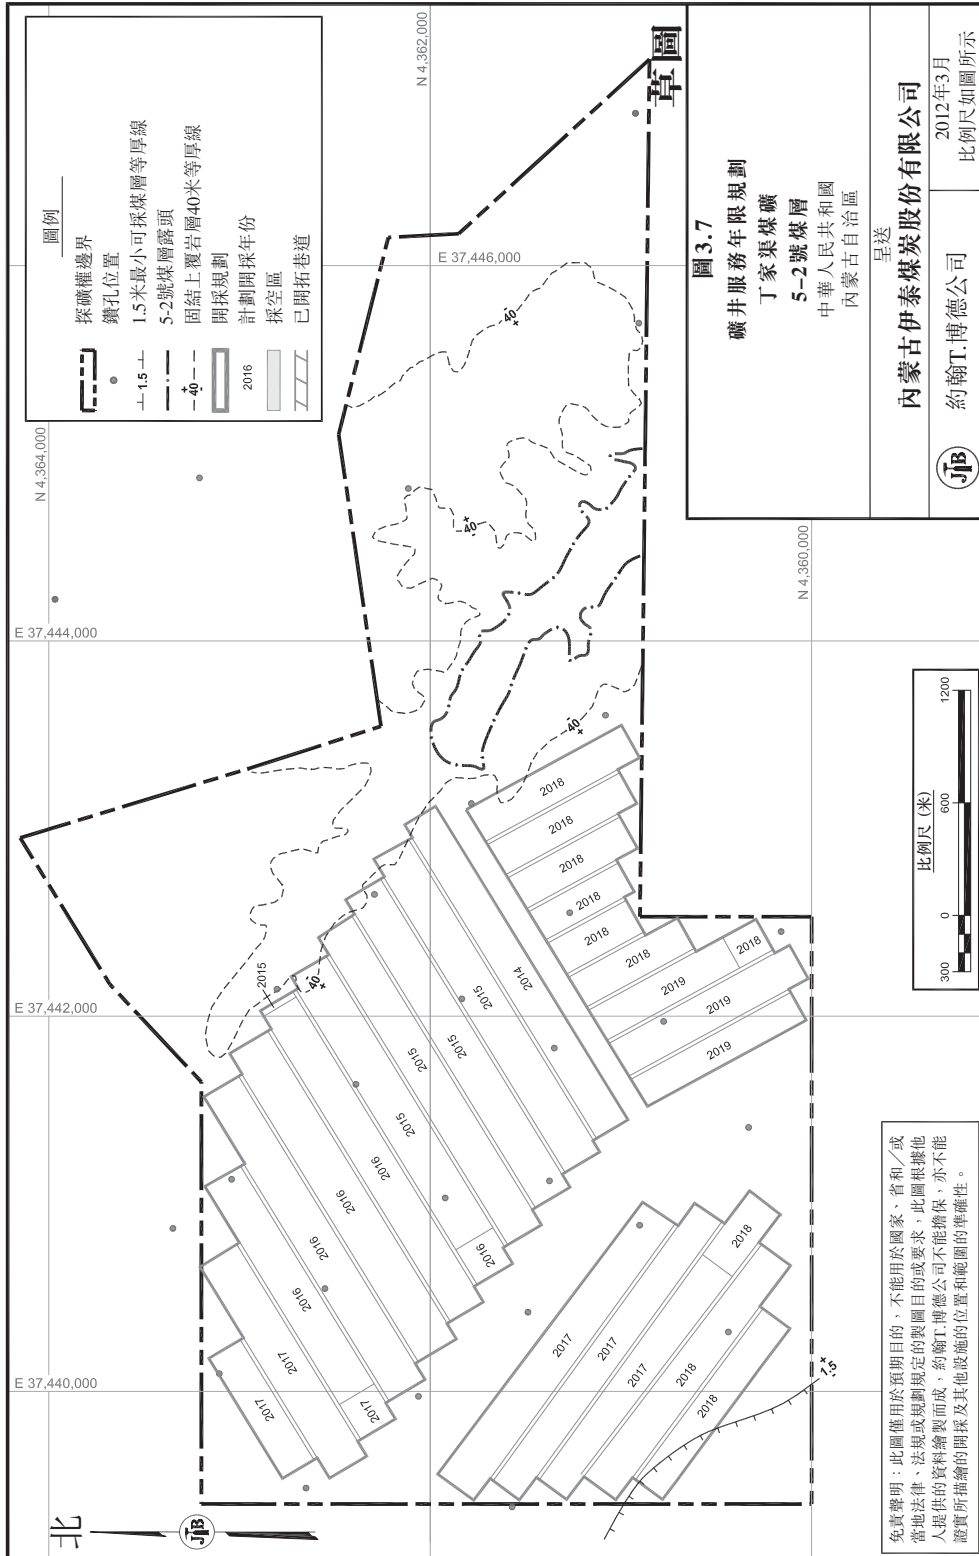 北
JTB
圖例
探礦權邊界
鑽孔位置
1.5
1.5米最小可採煤層等厚線
5-2號煤層露頭
+ 40 -
固結上覆岩層40米等厚線
開採規劃
2016
計劃開採年份
採空區
已開拓巷道
E 37,440,000
E 37,442,000
E 37,444,000
E 37,446,000
N 4,364,000
N 4,362,000
N 4,360,000
2017
2017
2017
2016
2016
2016
2016
2016
2015
2015
2015
2015
2014
2015
2018
2018
2018
2018
2018
2018
2018
2019
2019
2019
2017
2017
2017
2018
2018
2018
40
40
40
40
1.5
草圖
比例尺 (米)
300 0 600 1200
免責聲明：此圖僅用於預期目的，不能用於國家、省和／或
當地法律、法規或規劃規定的製圖目的或要求，此圖根據他
人提供的資料繪製而成，約翰T.博德公司不能擔保，亦不能
證實所描繪的開採及其他設施的位置和範圍的準確性。
圖3.7
礦井服務年限規劃
丁家渠煤礦
5-2號煤層
中華人民共和國
內蒙古自治區
呈送
內蒙古伊泰煤炭股份有限公司
JTB
約翰T.博德公司
2012年3月
比例尺如圖所示